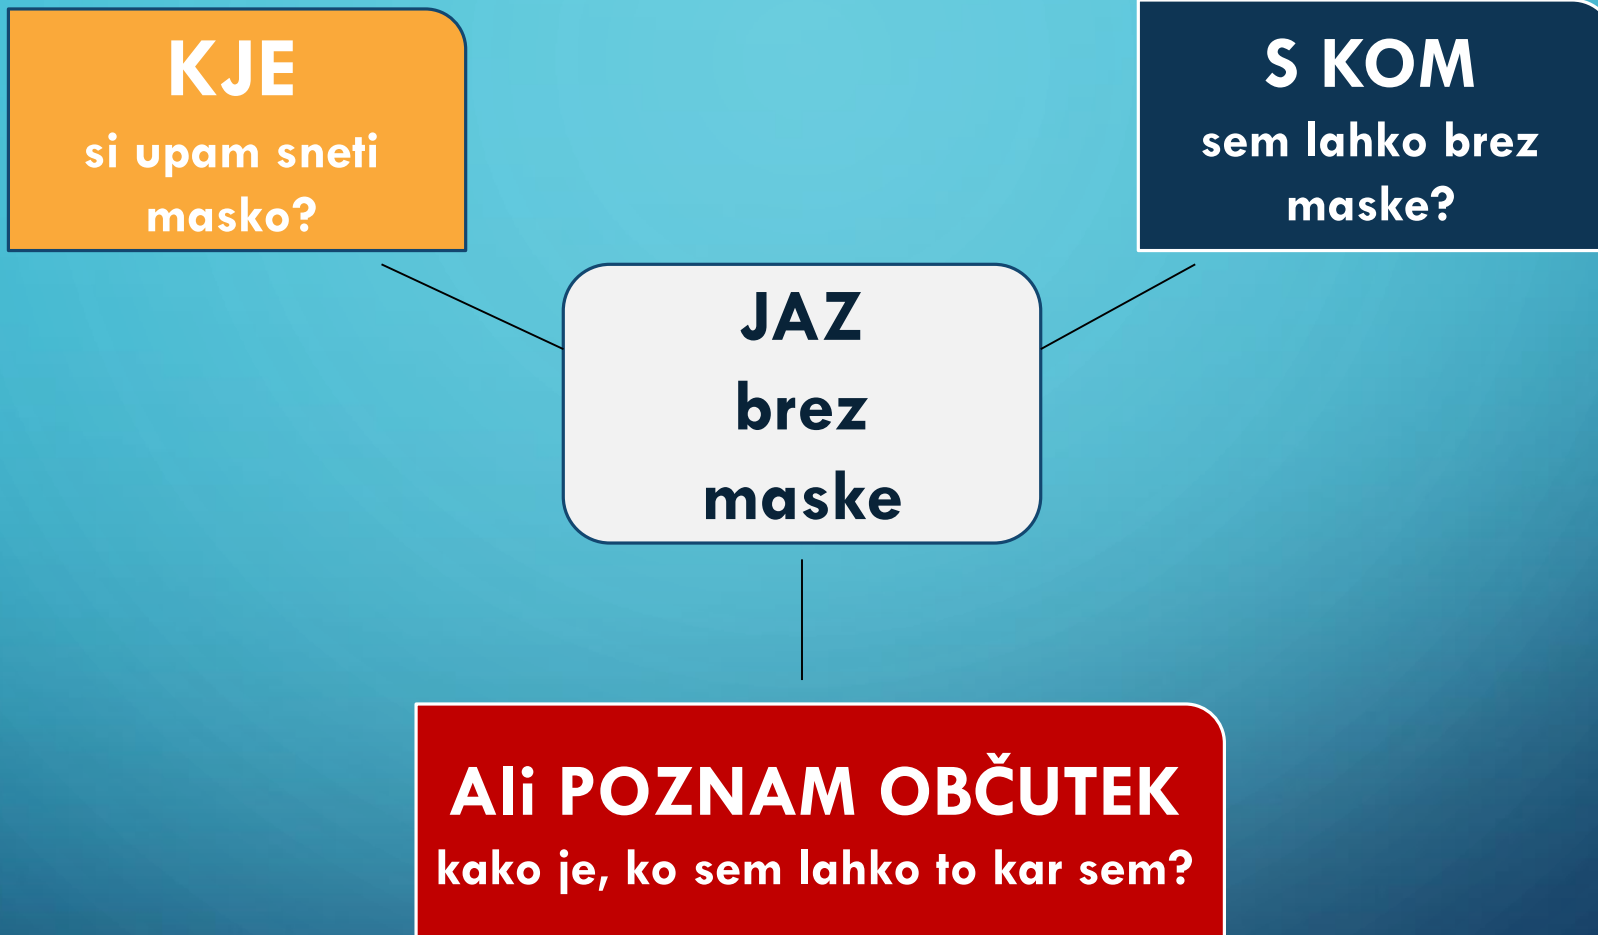 KJE
si upam sneti
masko?
S KOM
sem lahko brez
maske?
JAZ
brez
maske
Ali POZNAM OBČUTEK
kako je, ko sem lahko to kar sem?